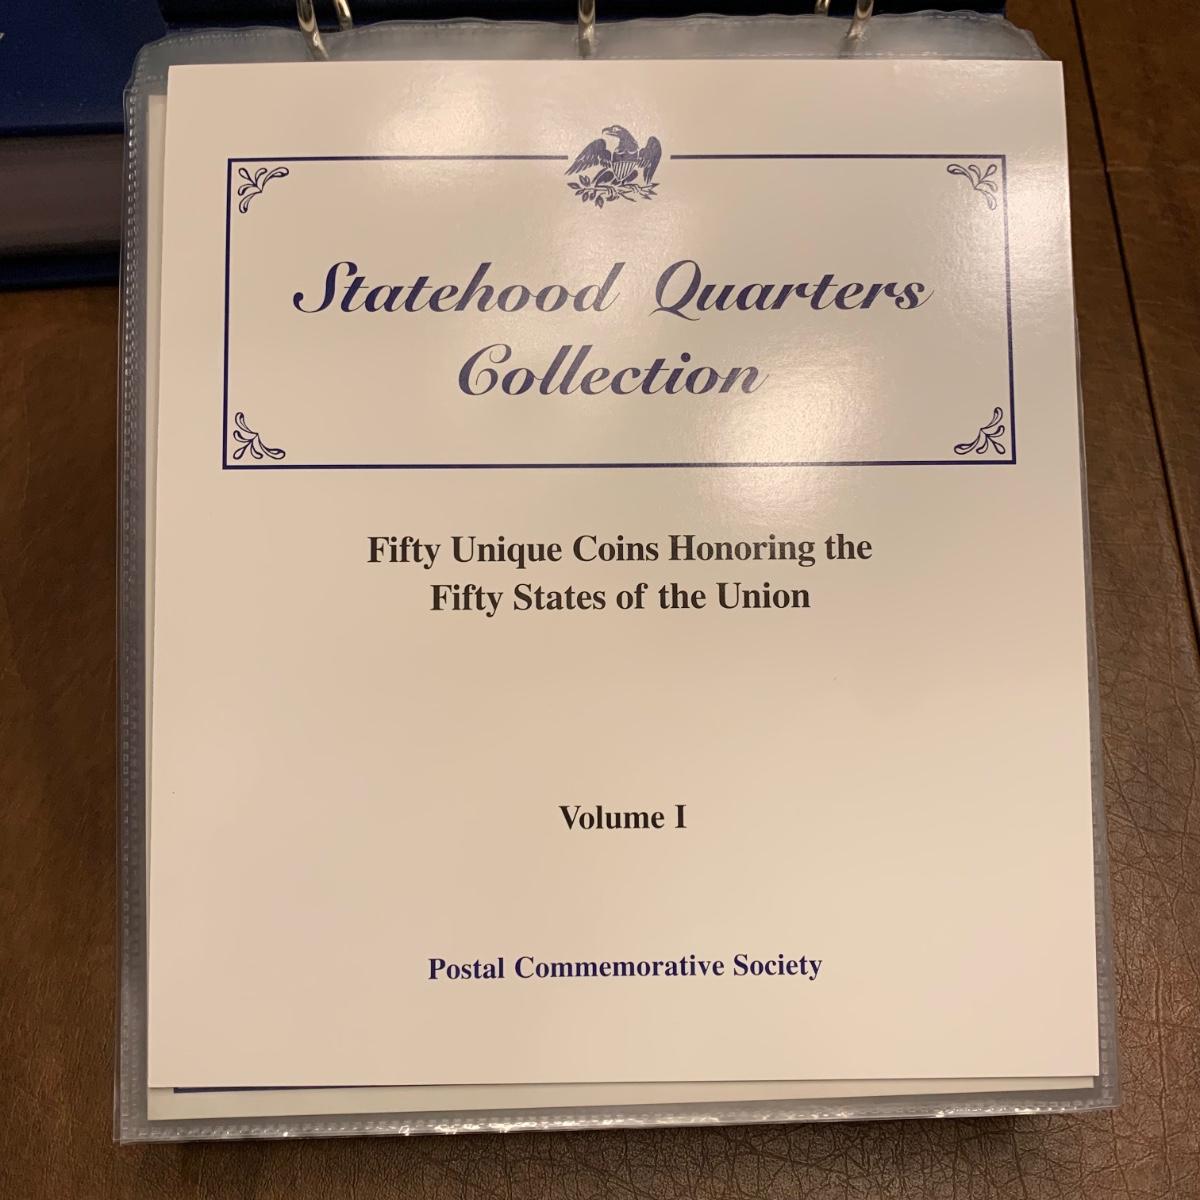 Statehood Quarters
Collection
Fifty Unique Coins Honoring the
Fifty States of the Union
Volume I
Postal Commemorative Society